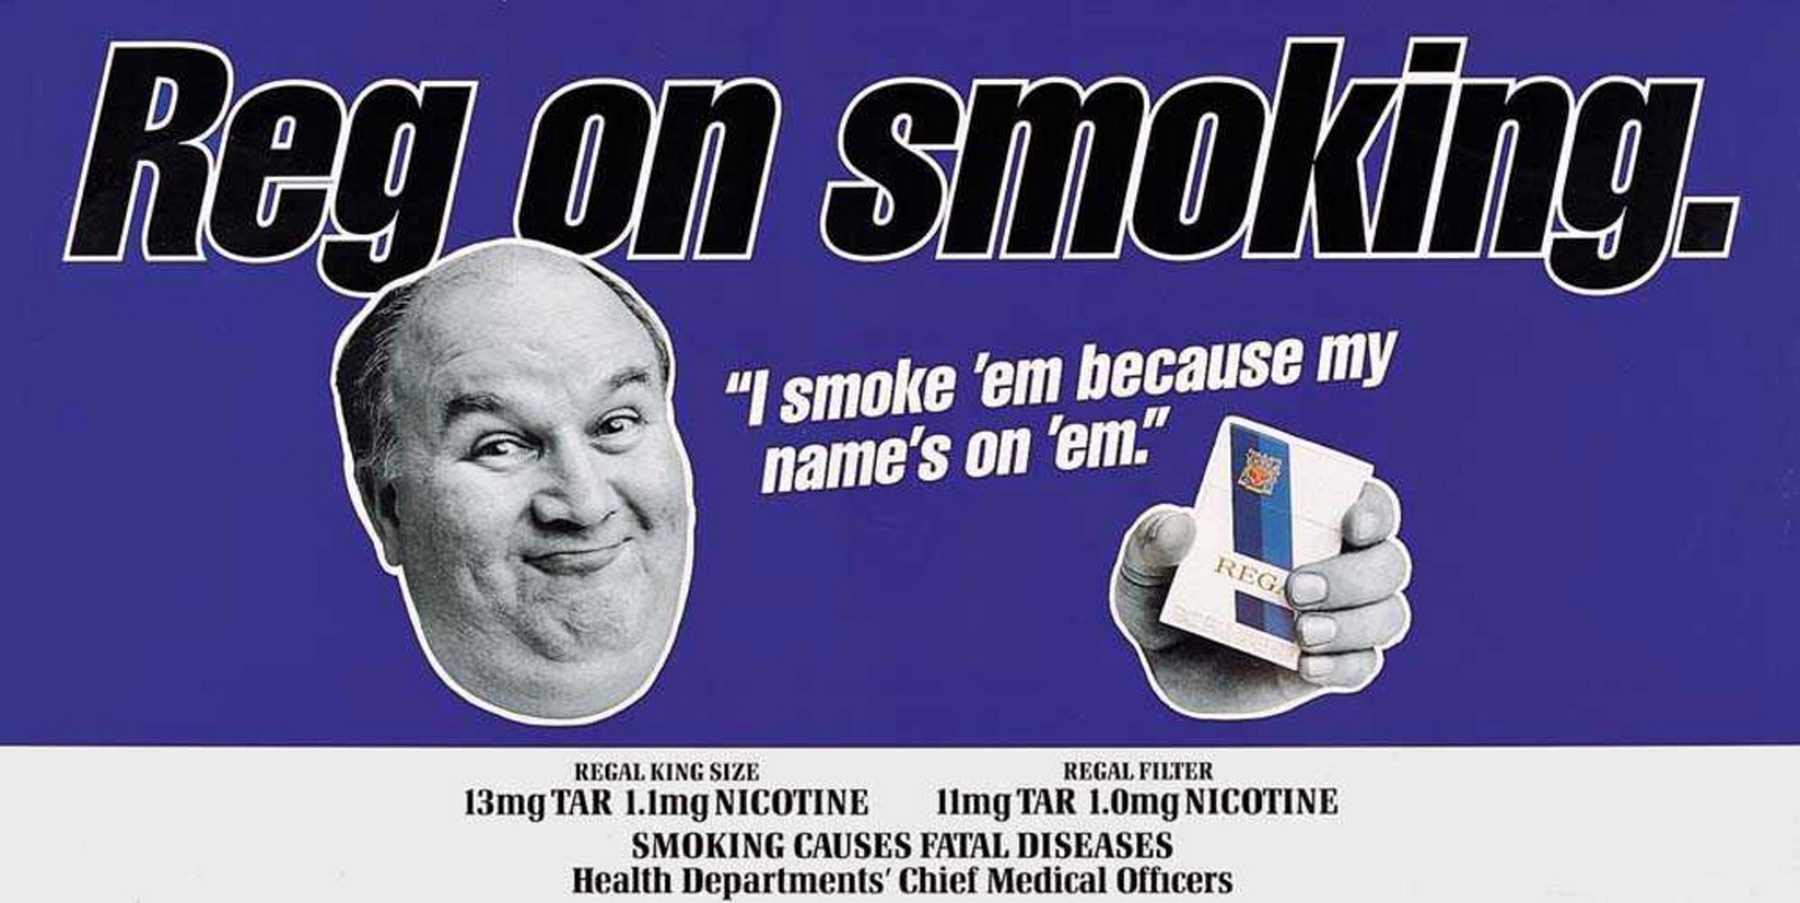 Reg on smoking.
"I smoke 'em because my
name's on 'em."
REGA
REGAL KING SIZE
13mg TAR 1.1mg NICOTINE
REGAL FILTER
11mg TAR 1.0mg NICOTINE
SMOKING CAUSES FATAL DISEASES
Health Departments' Chief Medical Officers